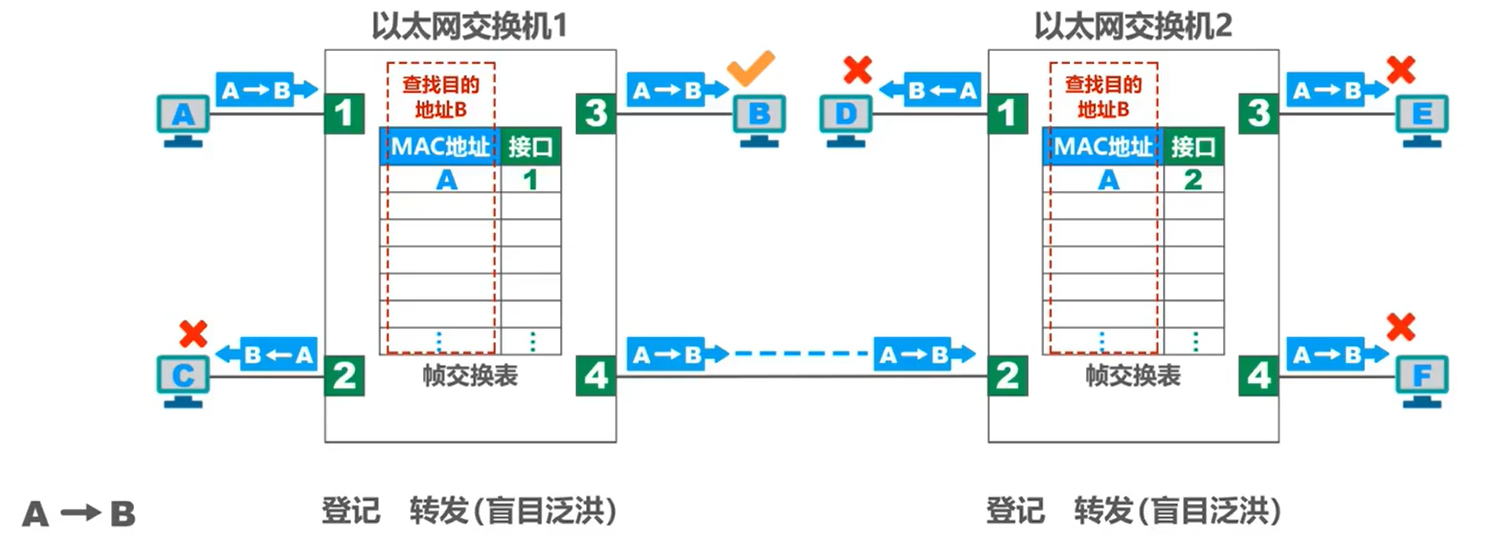 以太网交换机1
以太网交换机2
A→B
查找目的
地址B
A→B
B←A
查找目的
地址B
A→B
A
1
3
B
D
1
3
E
MAC地址 接口
A 1
MAC地址 接口
A 2
⋮ ⋮
⋮ ⋮
B←A
A→B
A→B
A→B
C
2
帧交换表
4
2
帧交换表
4
F
A→B
登记 转发(盲目泛洪)
登记 转发(盲目泛洪)